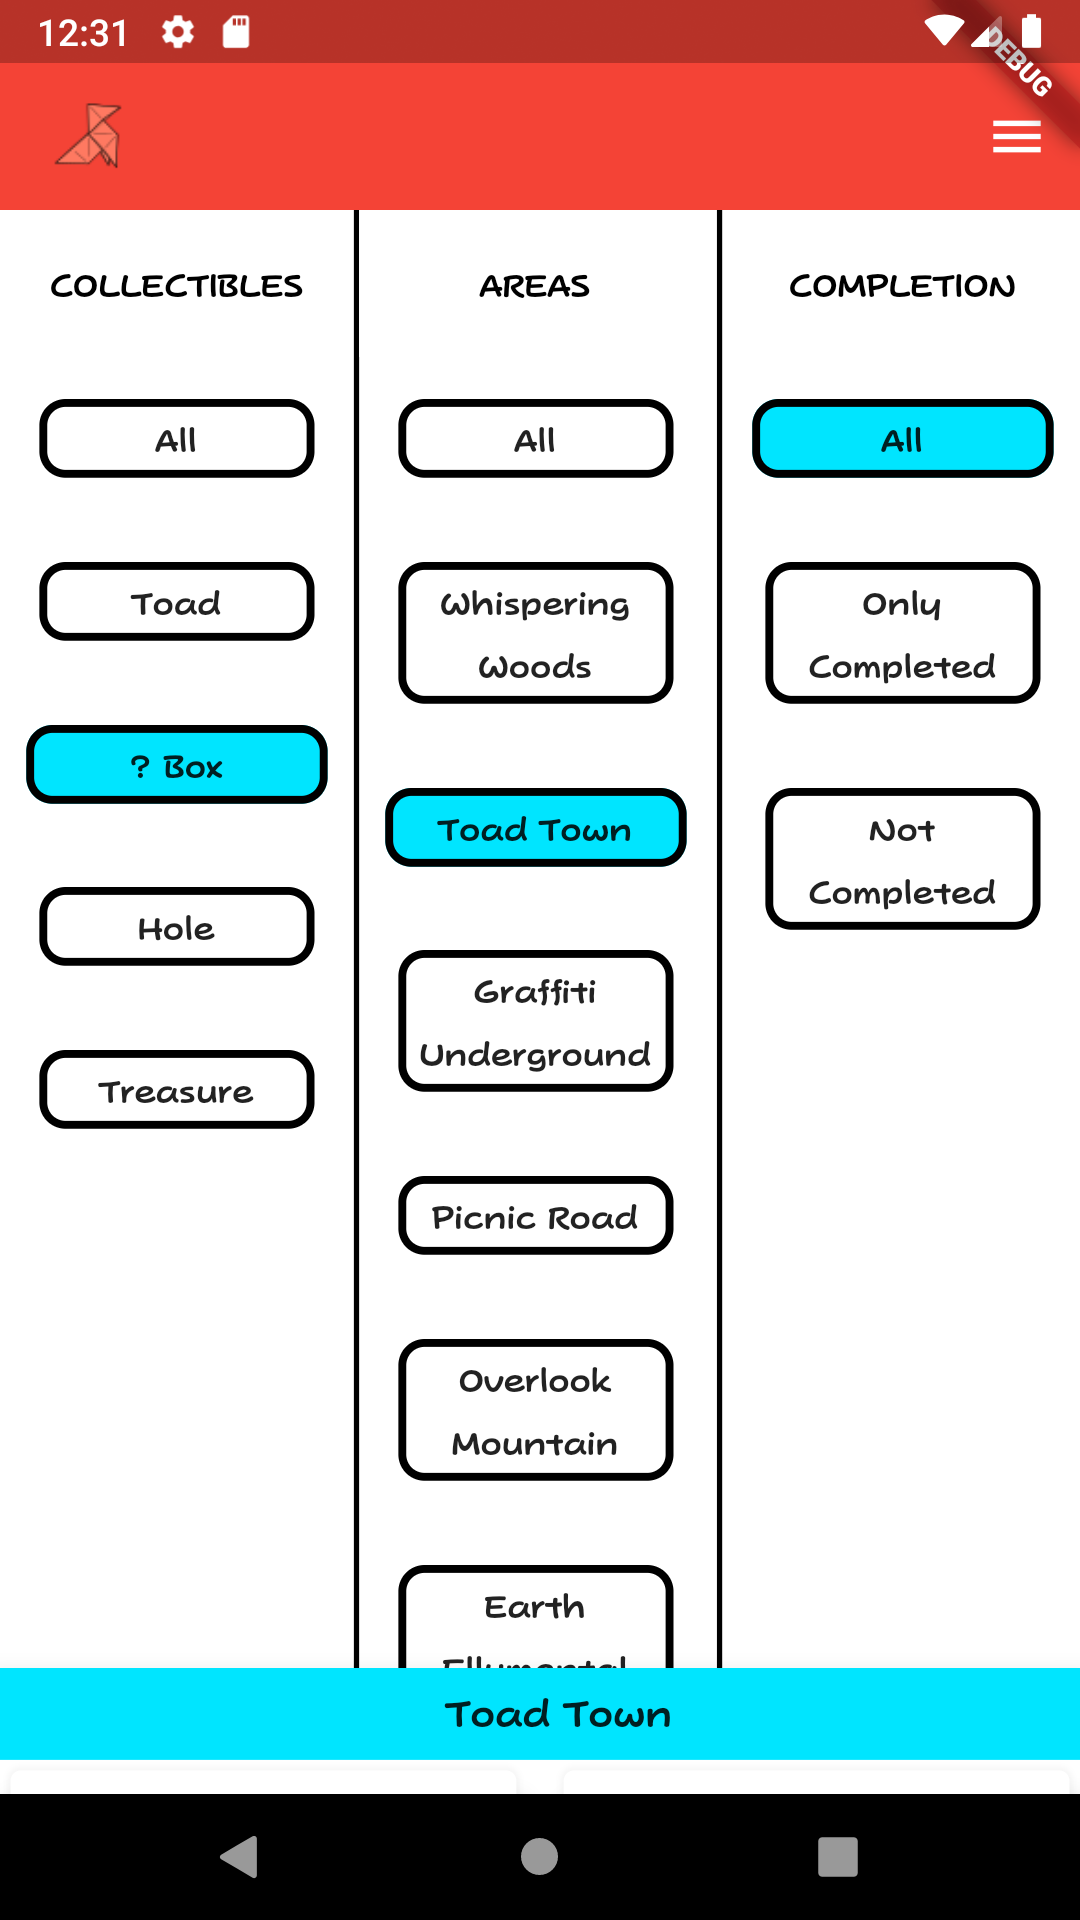 12:31
DEBUG
COLLECTIBLES
All
Toad
? Box
Hole
Treasure
AREAS
All
Whispering
Woods
Toad Town
Graffiti
Underground
Picnic Road
Overlook
Mountain
Earth
COMPLETION
All
Only
Completed
Not
Completed
Toad Town